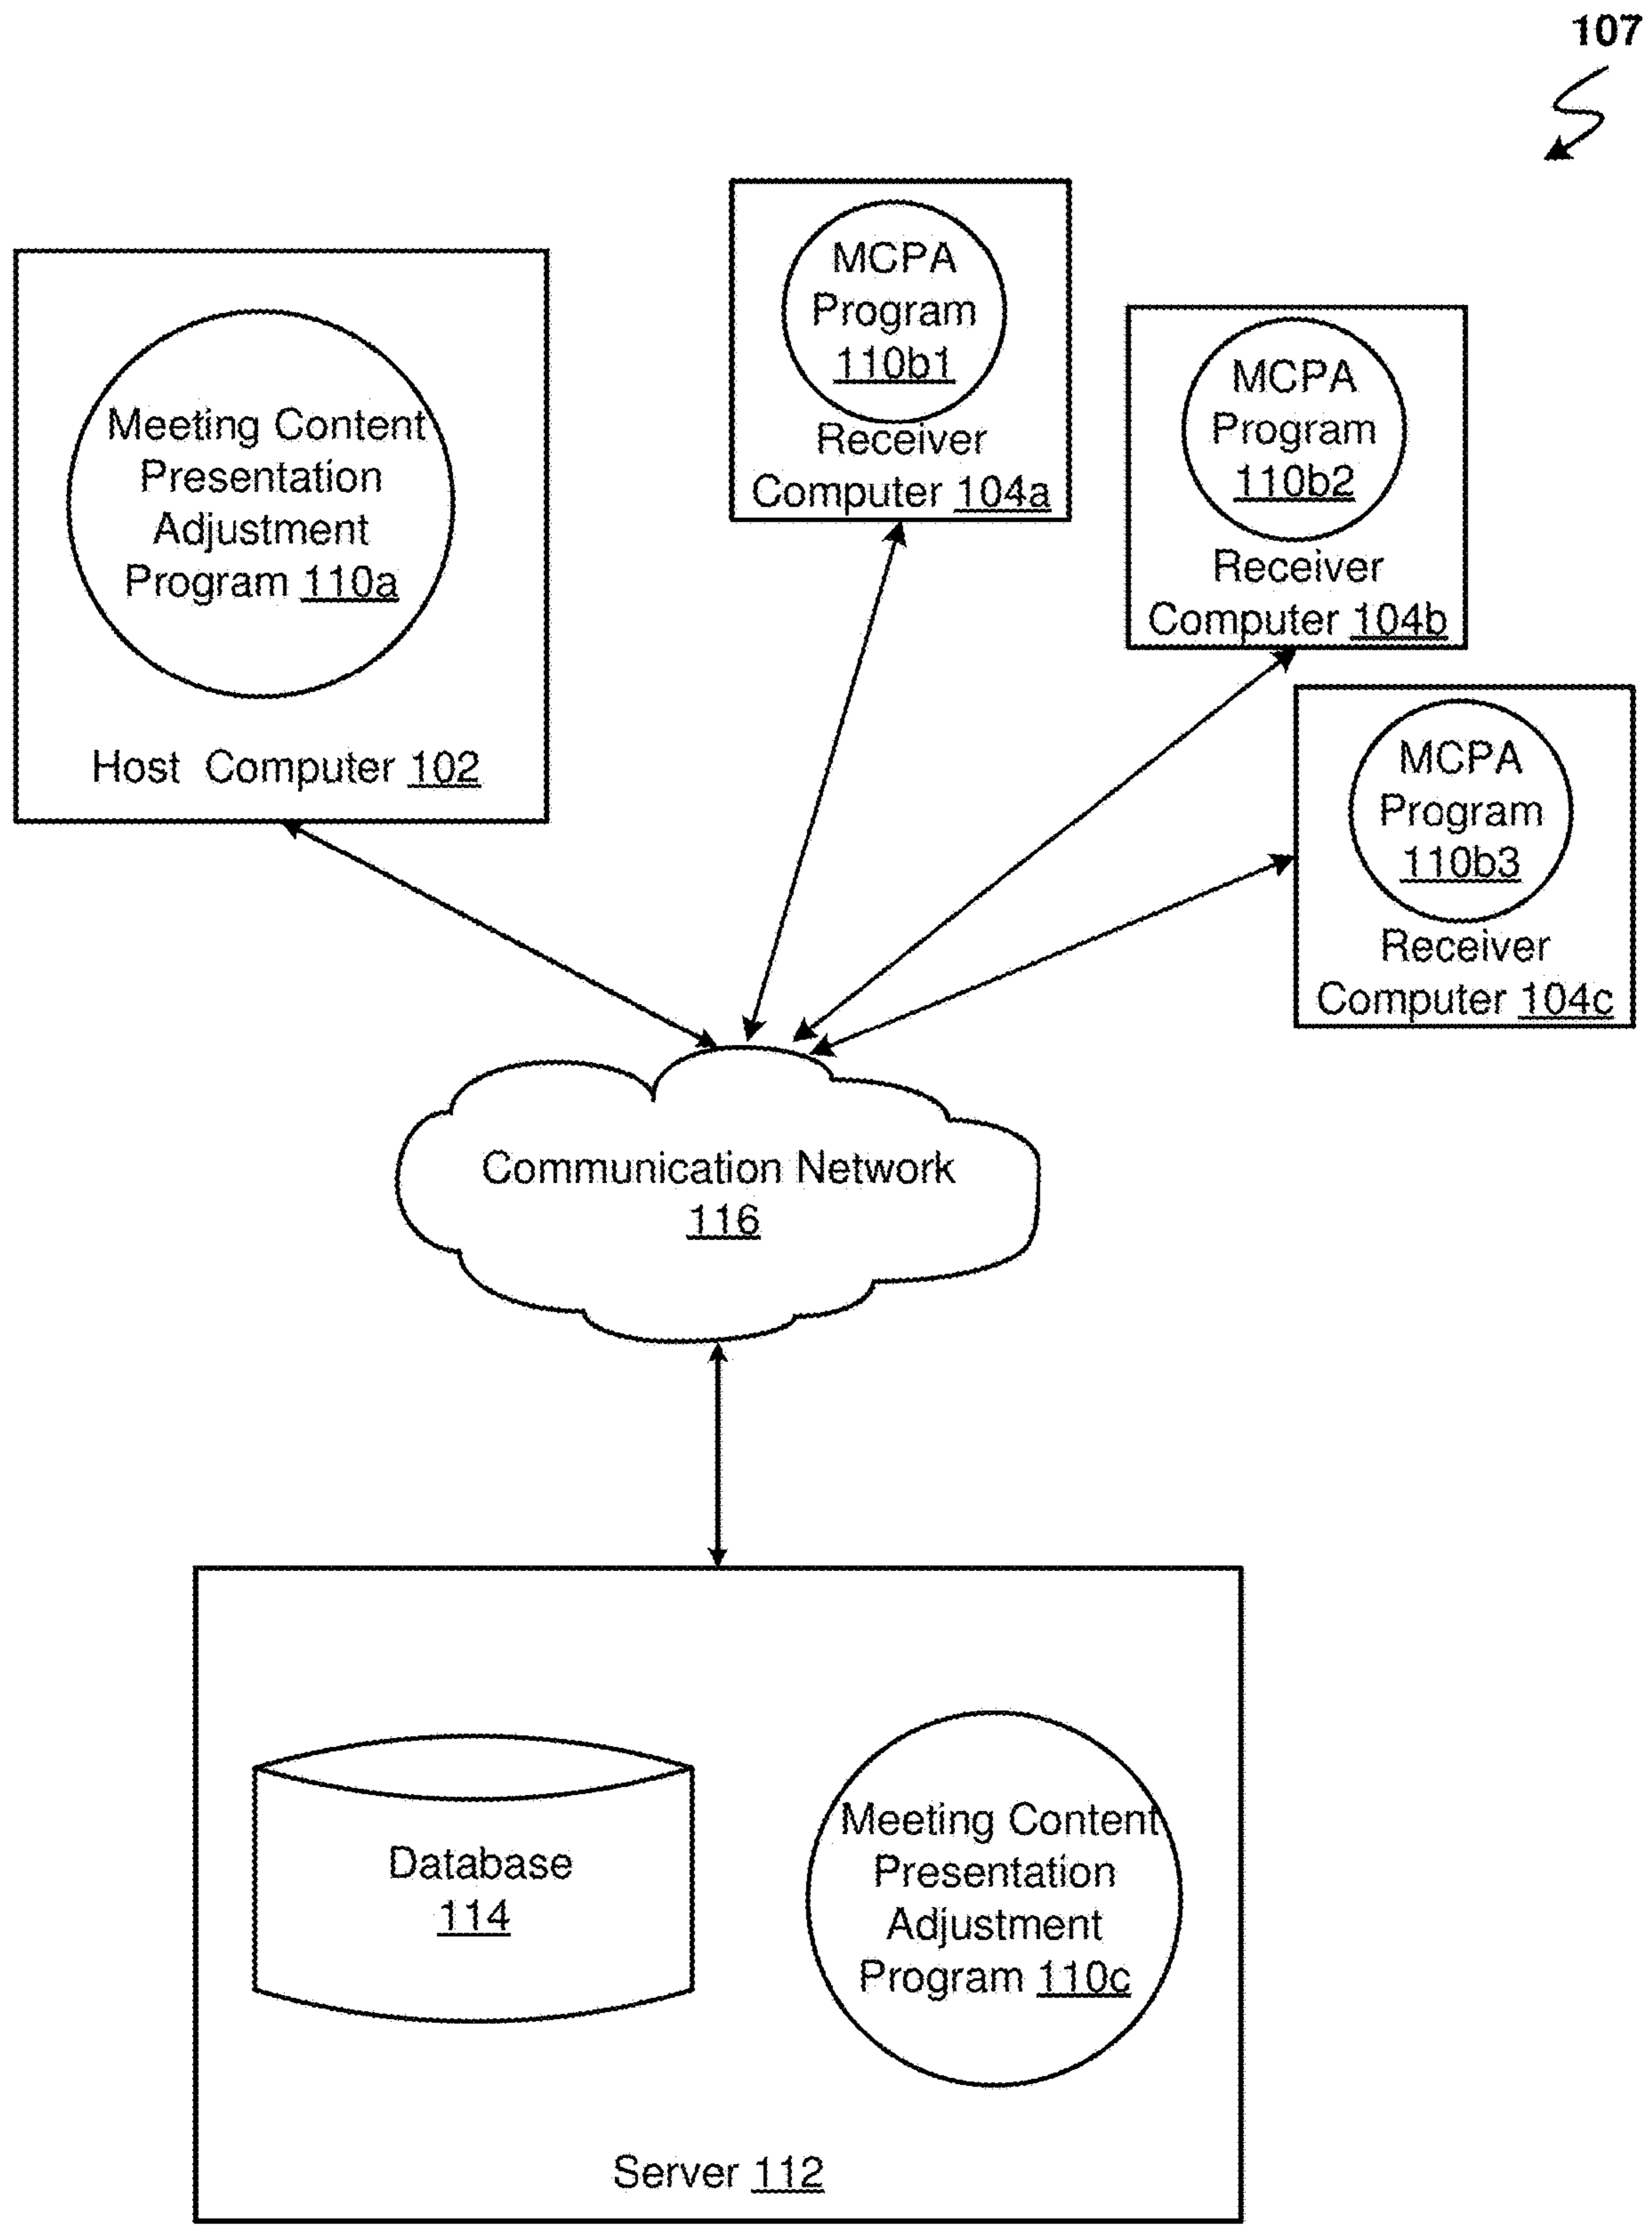 107
MCPA
Program
110b1
Receiver
Computer 104a
Meeting Content
Presentation
Adjustment
Program 110a
Host Computer 102
MCPA
Program
110b2
Receiver
Computer 104b
MCPA
Program
110b3
Receiver
Computer 104c
Communication Network
116
Database
114
Meeting Content
Presentation
Adjustment
Program 110c
Server 112